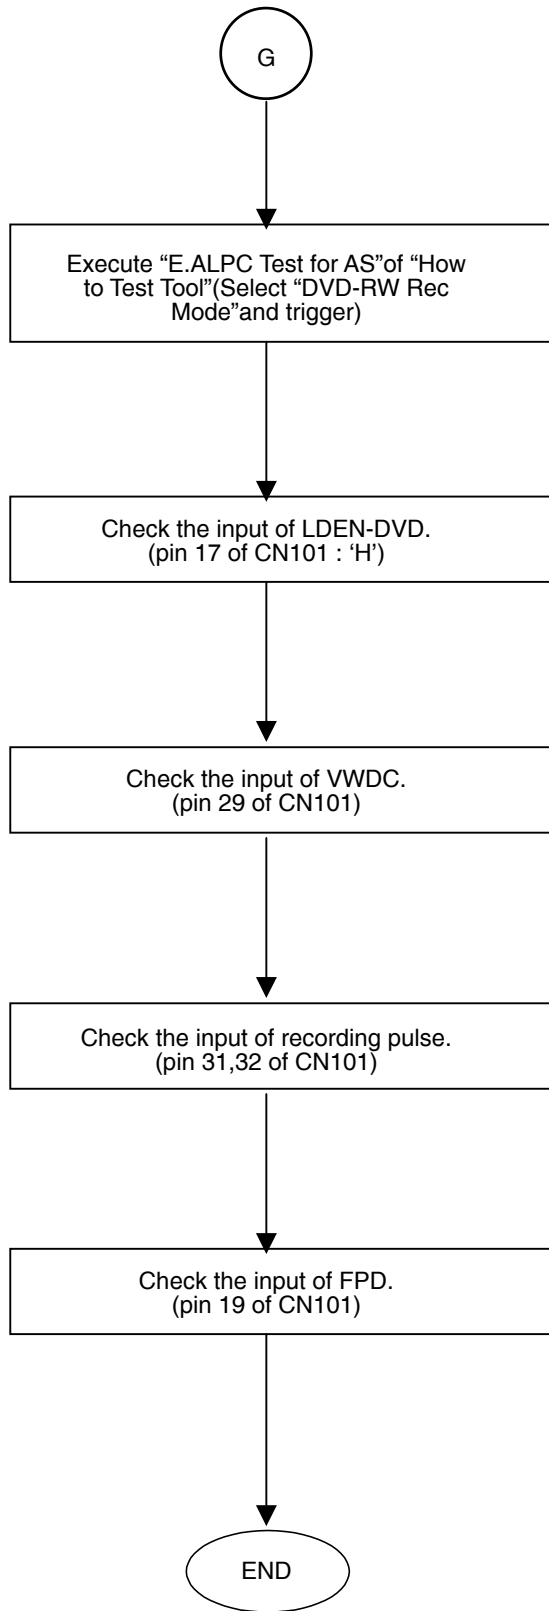 G
Execute “E.ALPC Test for AS”of “How
to Test Tool”(Select “DVD-RW Rec
Mode”and trigger)
Check the input of LDEN-DVD.
(pin 17 of CN101 : ‘H’)
Check the input of VWDC.
(pin 29 of CN101)
Check the input of recording pulse.
(pin 31,32 of CN101)
Check the input of FPD.
(pin 19 of CN101)
END